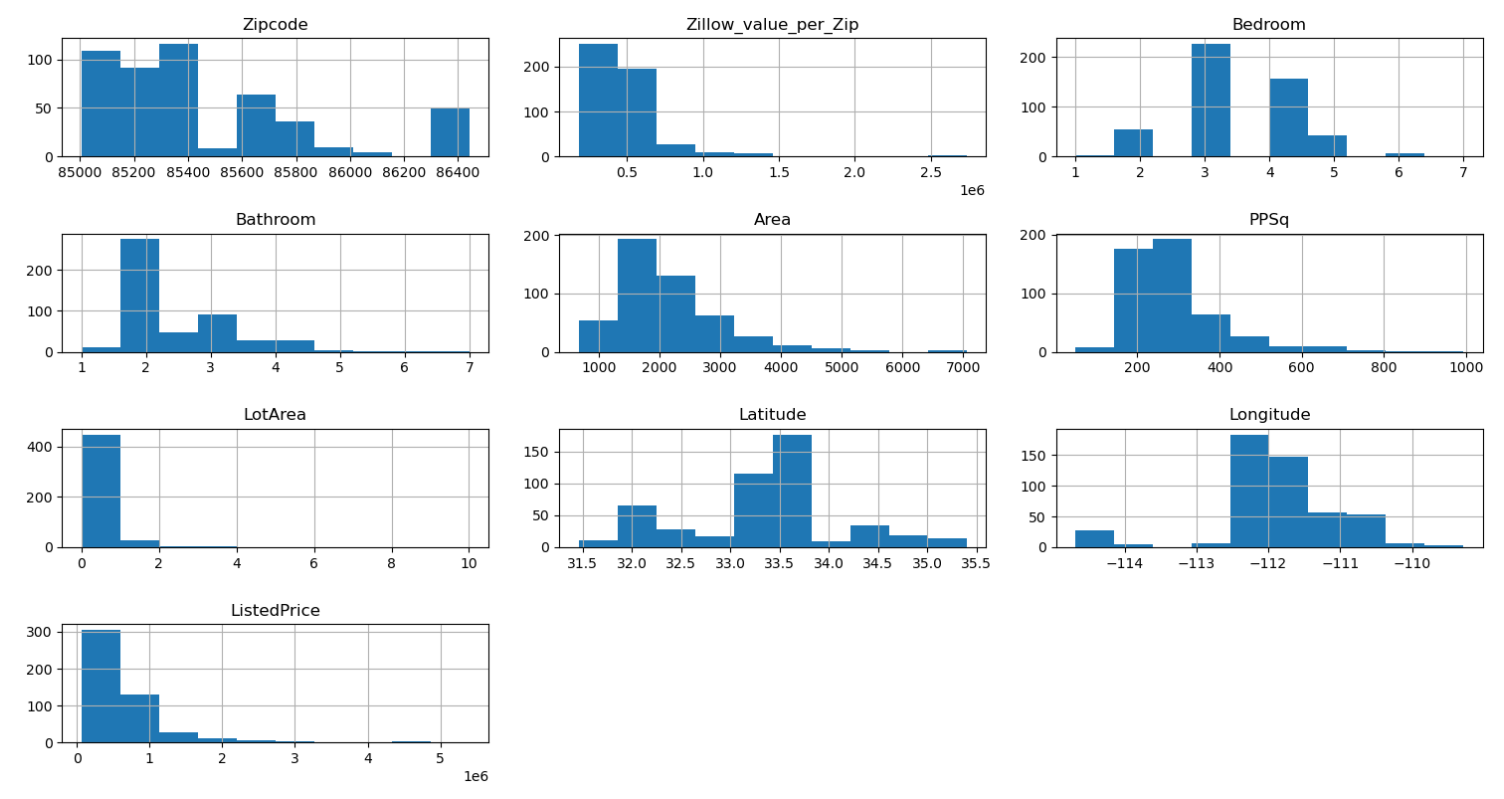 Zipcode
100
50
0
85000 85200 85400 85600 85800 86000 86200 86400
Zillow_value_per_Zip
200
100
0
0.5 1.0 1.5 2.0 2.5
1e6
Bedroom
200
100
0
1 2 3 4 5 6 7
Bathroom
200
100
0
1 2 3 4 5 6 7
Area
200
100
0
1000 2000 3000 4000 5000 6000 7000
PPSq
200
100
0
200 400 600 800 1000
LotArea
400
200
0
0 2 4 6 8 10
Latitude
150
100
50
0
31.5 32.0 32.5 33.0 33.5 34.0 34.5 35.0 35.5
Longitude
150
100
50
0
−114 −113 −112 −111 −110
ListedPrice
300
200
100
0
0 1 2 3 4 5
1e6